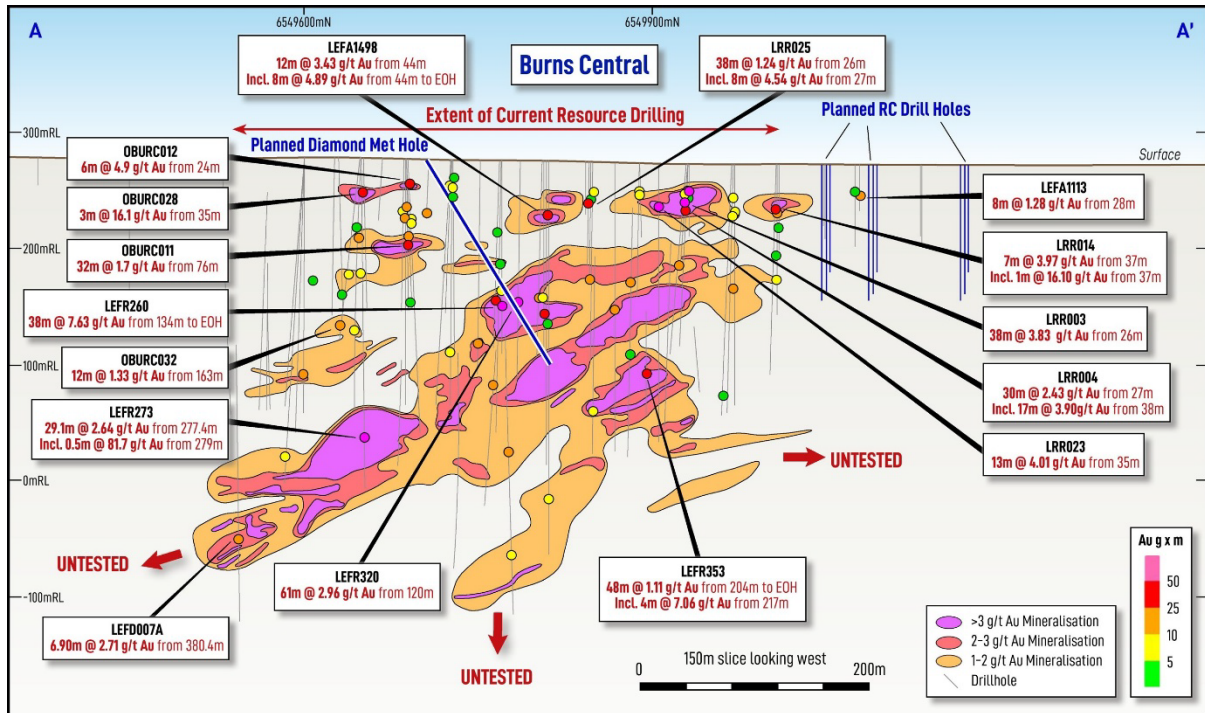 6549600mN
6549900mN
A
A'
Burns Central
LEFA1498
12m @ 3.43 g/t Au from 44m
Incl. 8m @ 4.89 g/t Au from 44m to EOH
LRR025
38m @ 1.24 g/t Au from 26m
Incl. 8m @ 4.54 g/t Au from 27m
Extent of Current Resource Drilling
Planned RC Drill Holes
Planned Diamond Met Hole
300mRL
Surface
OBURC012
6m @ 4.9 g/t Au from 24m
OBURC028
3m @ 16.1 g/t Au from 35m
200mRL
OBURC011
32m @ 1.7 g/t Au from 76m
LEFR260
38m @ 7.63 g/t Au from 134m to EOH
OBURC032
12m @ 1.33 g/t Au from 163m
100mRL
LEFR273
29.1m @ 2.64 g/t Au from 277.4m
Incl. 0.5m @ 81.7 g/t Au from 279m
0mRL
LEFA1113
8m @ 1.28 g/t Au from 28m
LRR014
7m @ 3.97 g/t Au from 37m
Incl. 1m @ 16.10 g/t Au from 37m
LRR003
38m @ 3.83 g/t Au from 26m
LRR004
30m @ 2.43 g/t Au from 27m
Incl. 17m @ 3.90g/t Au from 38m
LRR023
13m @ 4.01 g/t Au from 35m
UNTESTED
UNTESTED
UNTESTED
-100mRL
LEFD007A
6.90m @ 2.71 g/t Au from 380.4m
LEFR320
61m @ 2.96 g/t Au from 120m
LEFR353
48m @ 1.11 g/t Au from 204m to EOH
Incl. 4m @ 7.06 g/t Au from 217m
150m slice looking west
0
200m
>3 g/t Au Mineralisation
2-3 g/t Au Mineralisation
1-2 g/t Au Mineralisation
Drillhole
Au g x m
50
25
10
5